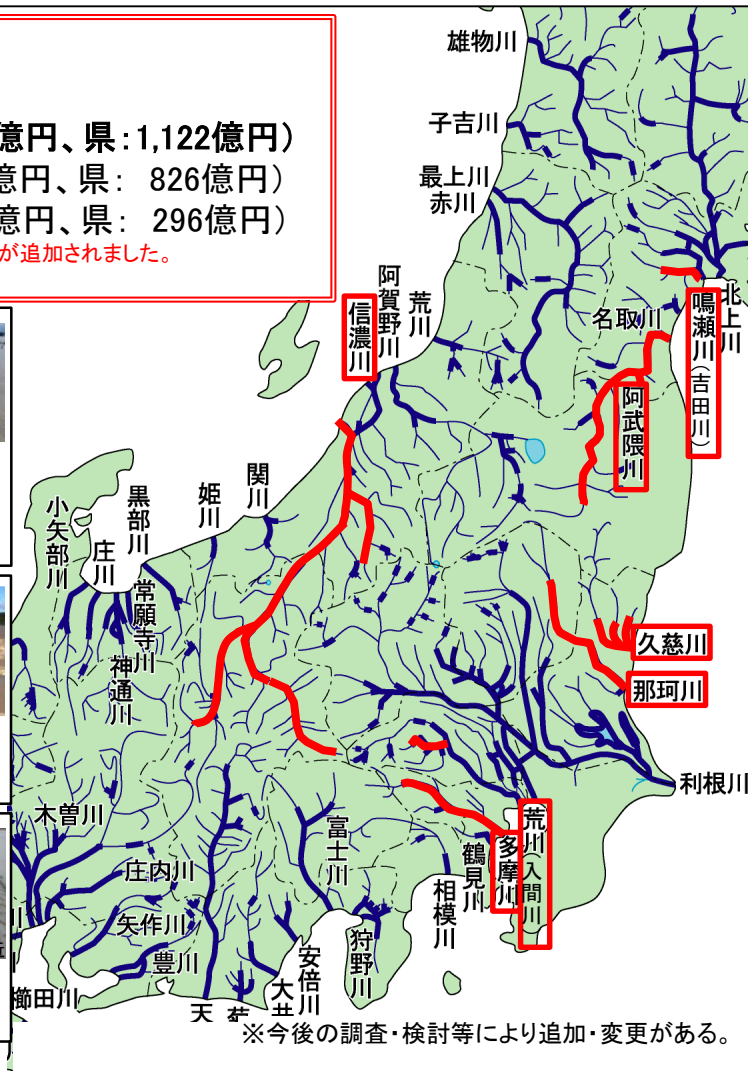 億円、県：1,122億円）
億円、県： 826億円）
億円、県： 296億円）
が追加されました。
雄物川
子吉川
最上川
赤川
阿賀野川
荒川
信濃川
名取川
北上川
鳴瀬川（吉田川）
阿武隈川
関川
姫川
黒部川
小矢部川
庄川
常願寺川
神通川
久慈川
那珂川
利根川
荒川（入間川）
多摩川
鶴見川
相模川
富士川
狩野川
安倍川
大井
天
菊
木曽川
庄内川
矢作川
豊川
櫛田川
川
※今後の調査・検討等により追加・変更がある。